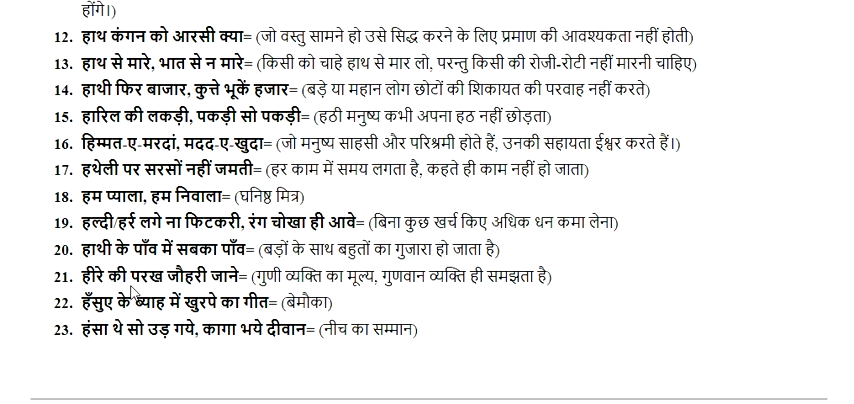 होंगे।)
12. हाथ कंगन को आरसी क्या= (जो वस्तु सामने हो उसे सिद्ध करने के लिए प्रमाण की आवश्यकता नहीं होती)
13. हाथ से मारे, भात से न मारे= (किसी को चाहे हाथ से मार लो, परन्तु किसी की रोजी-रोटी नहीं मारनी चाहिए)
14. हाथी फिर बाजार, कुत्ते भूकें हजार= (बड़े या महान लोग छोटों की शिकायत की परवाह नहीं करते)
15. हारिल की लकड़ी, पकड़ी सो पकड़ी= (हठी मनुष्य कभी अपना हठ नहीं छोड़ता)
16. हिम्मत-ए-मरदां, मदद-ए-खुदा= (जो मनुष्य साहसी और परिश्रमी होते हैं, उनकी सहायता ईश्वर करते हैं।)
17. हथेली पर सरसों नहीं जमती= (हर काम में समय लगता है, कहते ही काम नहीं हो जाता)
18. हम प्याला, हम निवाला= (घनिष्ठ मित्र)
19. हल्दी/हर्र लगे ना फिटकरी, रंग चोखा ही आवे= (बिना कुछ खर्च किए अधिक धन कमा लेना)
20. हाथी के पाँव में सबका पाँव= (बड़ों के साथ बहुतों का गुजारा हो जाता है)
21. हीरे की परख जौहरी जाने= (गुणी व्यक्ति का मूल्य, गुणवान व्यक्ति ही समझता है)
22. हँसुए के ब्याह में खुरपे का गीत= (बेमौका)
23. हंसा थे सो उड़ गये, कागा भये दीवान= (नीच का सम्मान)